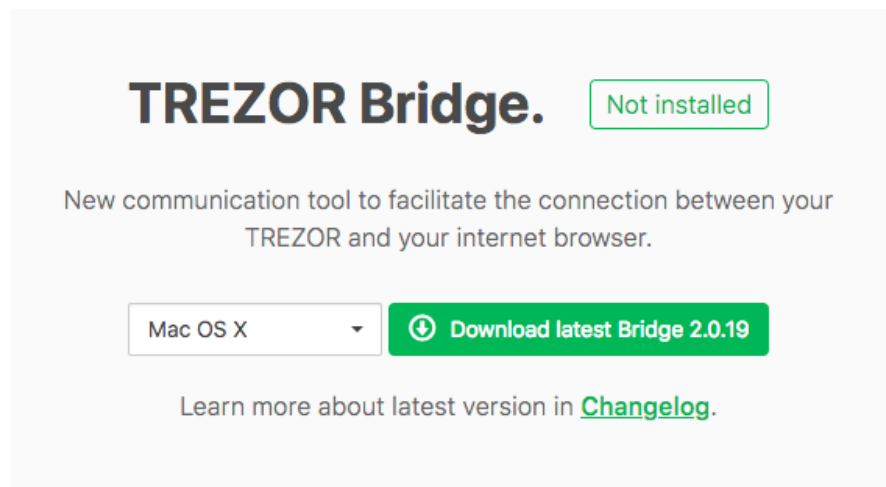 TREZOR Bridge. Not installed
New communication tool to facilitate the connection between your
TREZOR and your internet browser.
Mac OS X Download latest Bridge 2.0.19
Learn more about latest version in Changelog.